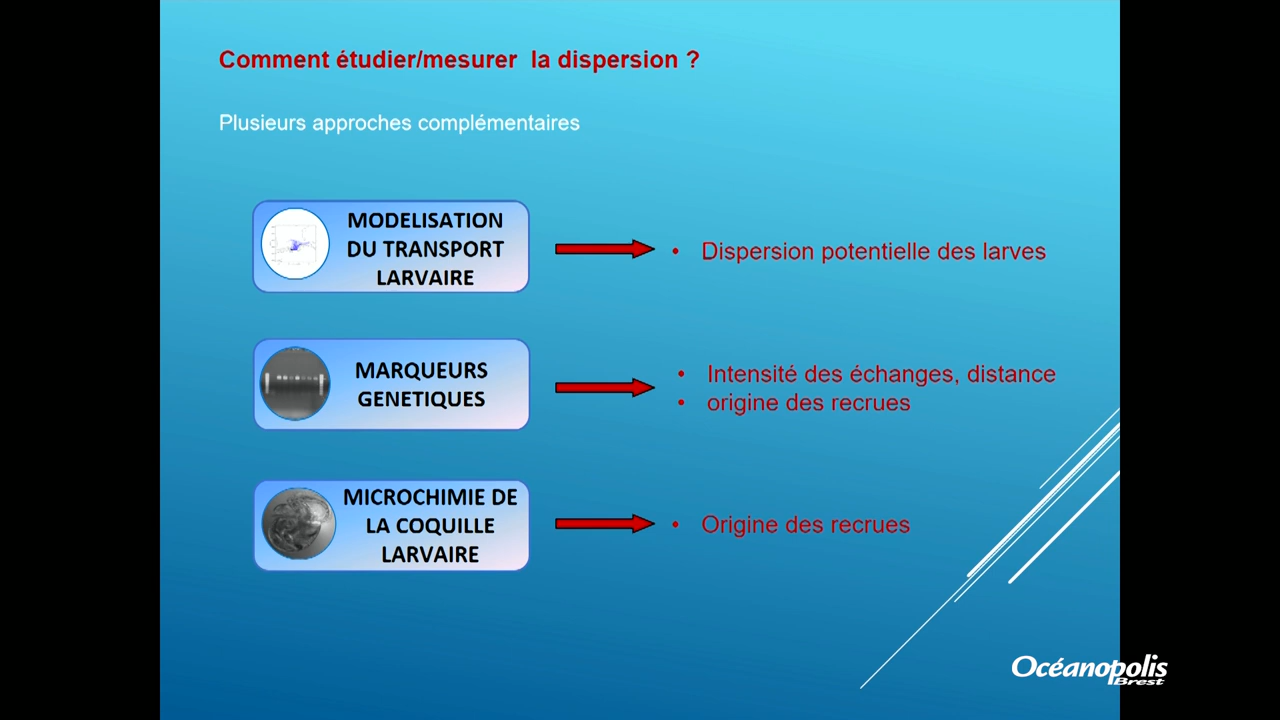 Comment étudier/mesurer la dispersion ?
Plusieurs approches complémentaires
MODELISATION
DU TRANSPORT
LARVAIRE
• Dispersion potentielle des larves
MARQUEURS
GENETIQUES
• Intensité des échanges, distance
• origine des recrues
MICROCHIMIE DE
LA COQUILLE
LARVAIRE
• Origine des recrues
Océanopolis
Brest